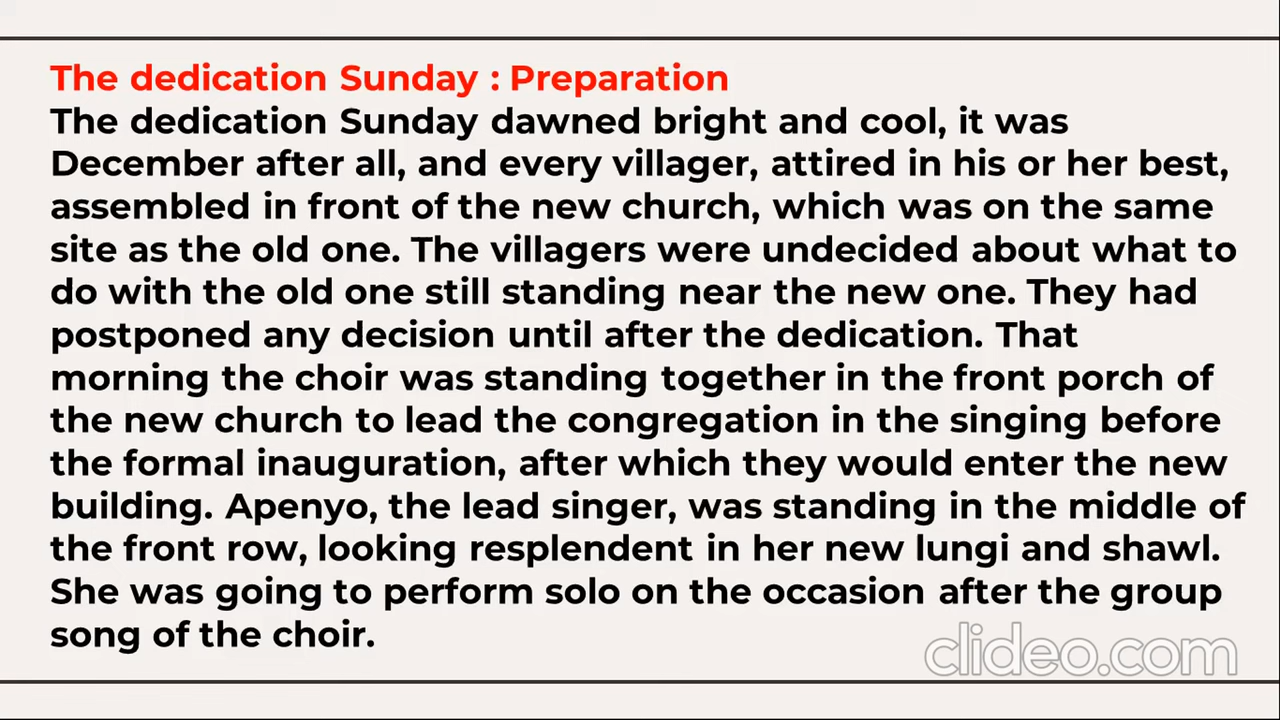 The dedication Sunday : Preparation
The dedication Sunday dawned bright and cool, it was
December after all, and every villager, attired in his or her best,
assembled in front of the new church, which was on the same
site as the old one. The villagers were undecided about what to
do with the old one still standing near the new one. They had
postponed any decision until after the dedication. That
morning the choir was standing together in the front porch of
the new church to lead the congregation in the singing before
the formal inauguration, after which they would enter the new
building. Apenyo, the lead singer, was standing in the middle of
the front row, looking resplendent in her new lungi and shawl.
She was going to perform solo on the occasion after the group
song of the choir.
clideo.com